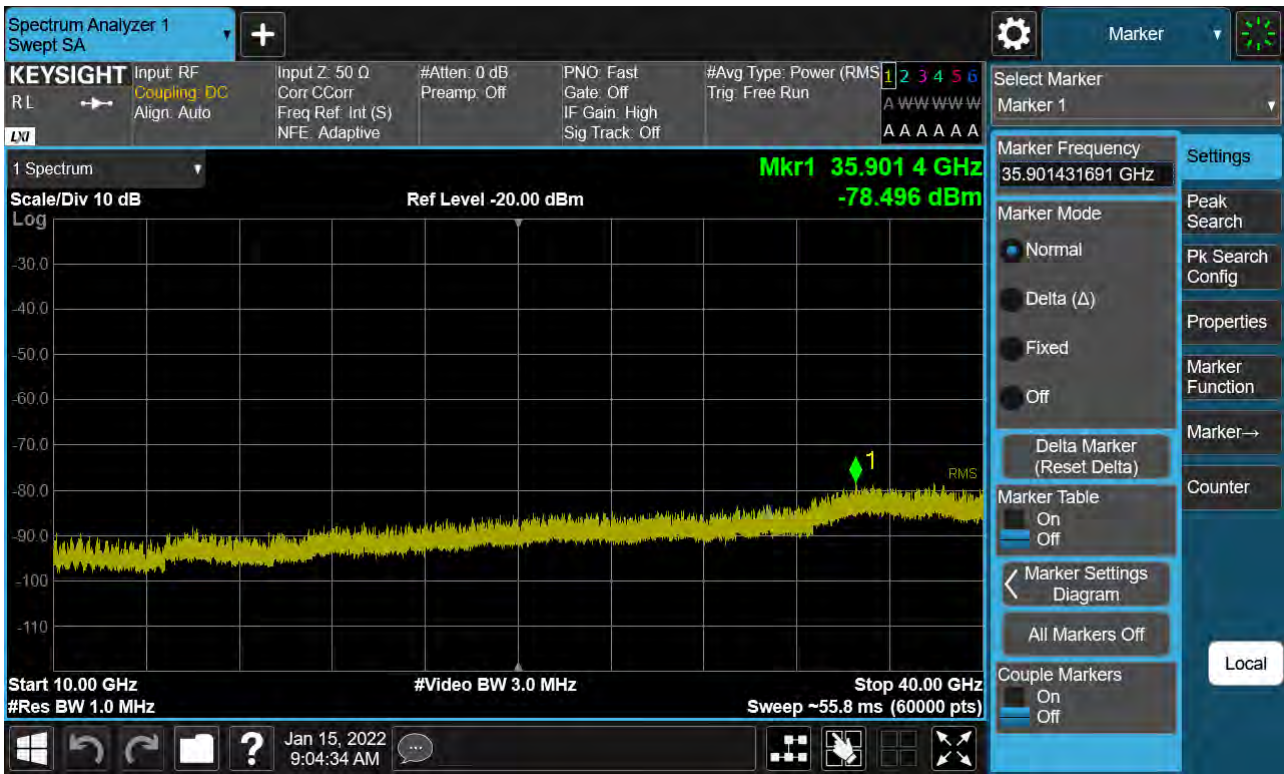 Spectrum Analyzer 1
Swept SA
Marker
KEYSIGHT
R L
LXI
Input: RF
Coupling: DC
Align: Auto
Input Z: 50 Ω
Corr CCorr
Freq Ref: Int (S)
NFE: Adaptive
#Atten: 0 dB
Preamp: Off
PNO: Fast
Gate: Off
IF Gain: High
Sig Track: Off
#Avg Type: Power (RMS
Trig: Free Run
1 2 3 4 5 6
A W W W W W
A A A A A A
Select Marker
Marker 1
1 Spectrum
Mkr1 35.901 4 GHz
-78.496 dBm
Scale/Div 10 dB
Ref Level -20.00 dBm
Log
-30.0
-40.0
-50.0
-60.0
-70.0
-80.0
-90.0
-100
-110
1
RMS
Start 10.00 GHz
#Video BW 3.0 MHz
Stop 40.00 GHz
#Res BW 1.0 MHz
Sweep ~55.8 ms (60000 pts)
Marker Frequency
35.901431691 GHz
Marker Mode
Normal
Delta (Δ)
Fixed
Off
Delta Marker
(Reset Delta)
Marker Table
On
Off
Marker Settings
Diagram
All Markers Off
Couple Markers
On
Off
Settings
Peak
Search
Pk Search
Config
Properties
Marker
Function
Marker→
Counter
Local
?
Jan 15, 2022
9:04:34 AM